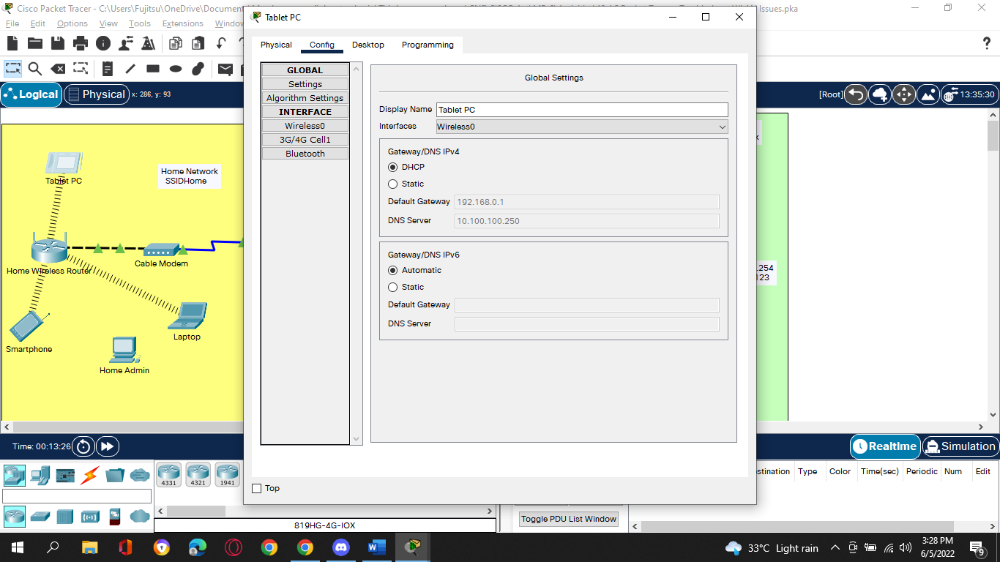 Cisco Packet Tracer - C:\Users\Fujitsu\OneDrive\Document
Issues.pka
File Edit Options View Tools Extensions Window
Logical
Physical
x: 286, y: 93
[Root]
13:35:30
Tablet PC
Physical
Config
Desktop
Programming
GLOBAL
Settings
Algorithm Settings
INTERFACE
Wireless0
3G/4G Cell1
Bluetooth
Global Settings
Display Name
Tablet PC
Interfaces
Wireless0
Gateway/DNS IPv4
DHCP
Static
Default Gateway
192.168.0.1
DNS Server
10.100.100.250
Gateway/DNS IPv6
Automatic
Static
Default Gateway
DNS Server
Top
Tablet PC
Home Network
SSIDHome
Cable Modem
Home Wireless Router
Laptop
Smartphone
Home Admin
.254
123
Time: 00:13:26
Realtime
Simulation
4331
4321
1941
819HG-4G-IOX
Toggle PDU List Window
stination Type Color Time(sec) Periodic Num Edit
33°C Light rain
3:28 PM
6/5/2022
9